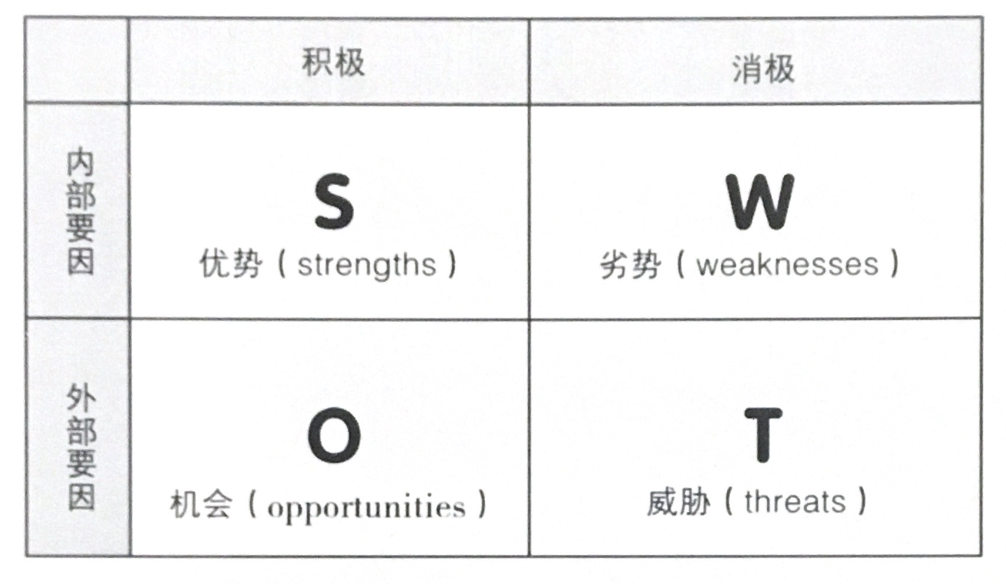 积极
消极
内部要因
S
优势（strengths）
W
劣势（weaknesses）
外部要因
O
机会（opportunities）
T
威胁（threats）